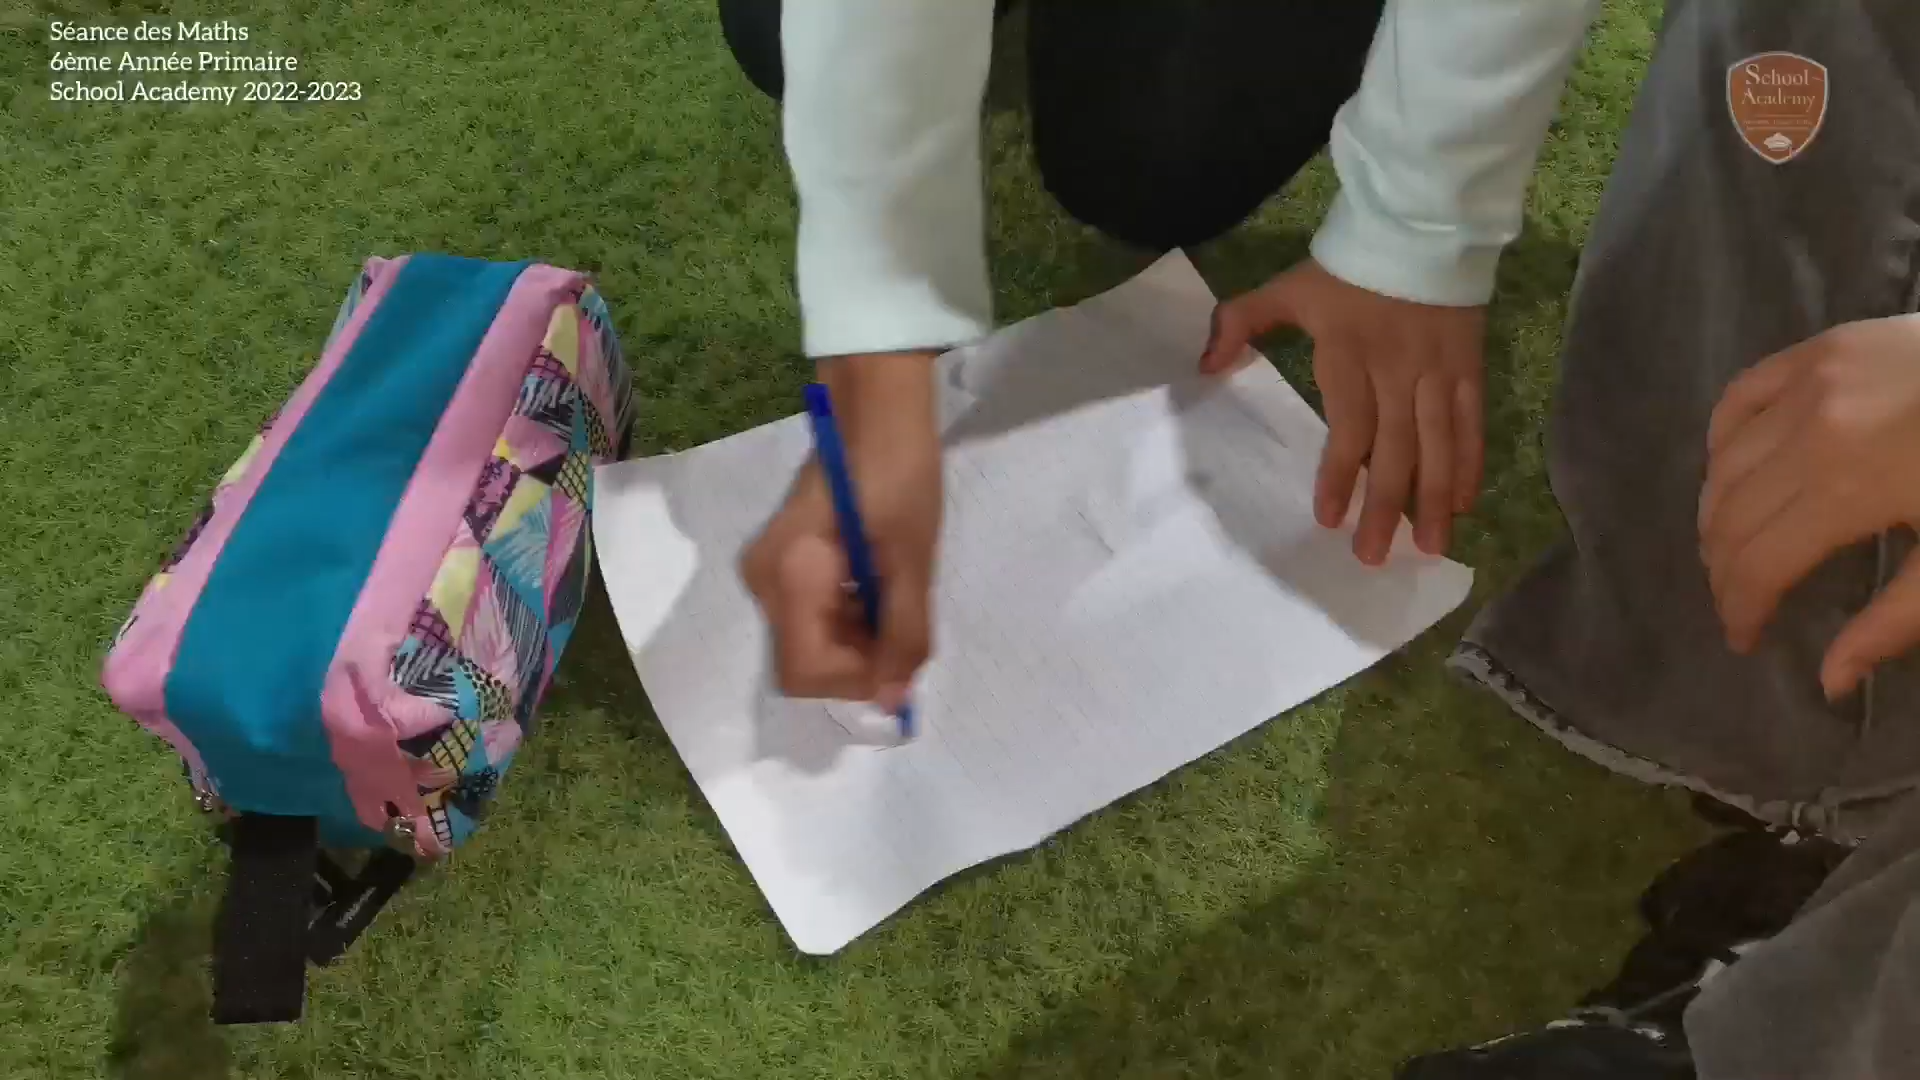 Séance des Maths
6ème Année Primaire
School Academy 2022-2023
School
Academy